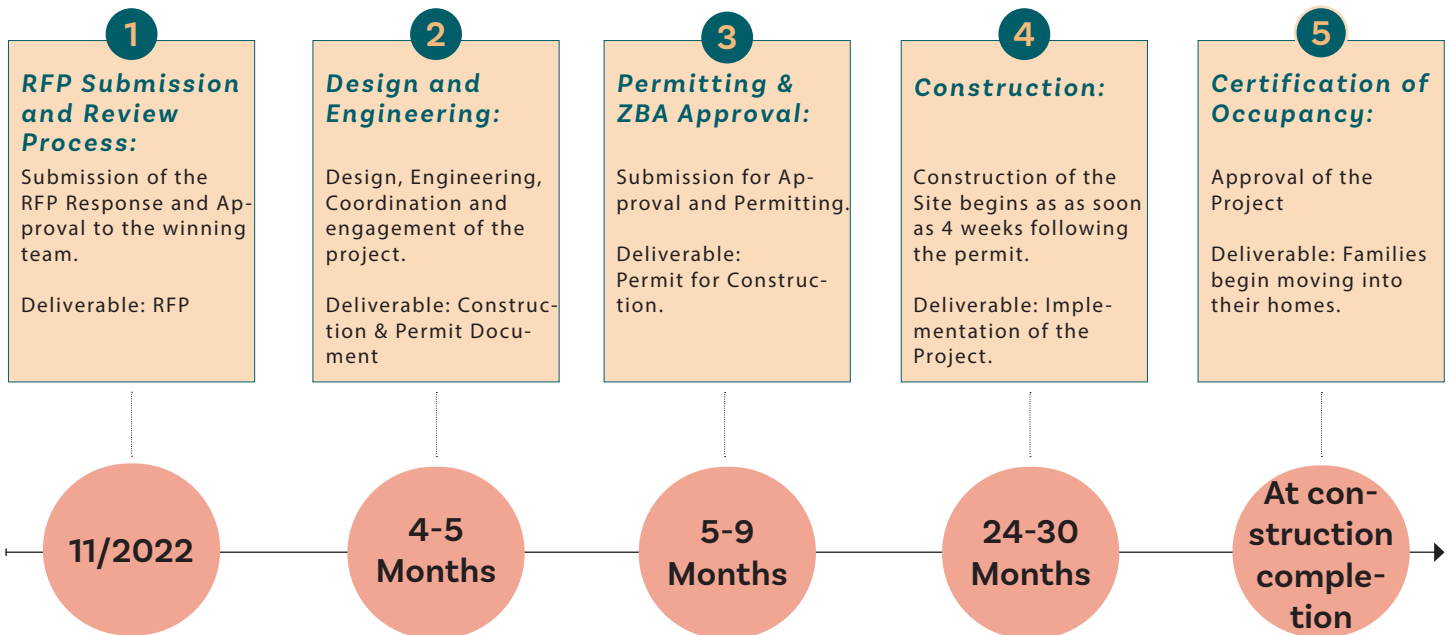 1
RFP Submission
and Review
Process:
Submission of the
RFP Response and Ap-
proval to the winning
team.
Deliverable: RFP
11/2022
2
Design and
Engineering:
Design, Engineering,
Coordination and
engagement of the
project.
Deliverable: Construc-
tion & Permit Docu-
ment
4-5
Months
3
Permitting &
ZBA Approval:
Submission for Ap-
proval and Permitting.
Deliverable:
Permit for Construc-
tion.
5-9
Months
4
Construction:
Construction of the
Site begins as as soon
as 4 weeks following
the permit.
Deliverable: Imple-
mentation of the
Project.
24-30
Months
5
Certification of
Occupancy:
Approval of the
Project
Deliverable: Families
begin moving into
their homes.
At con-
struction
comple-
tion